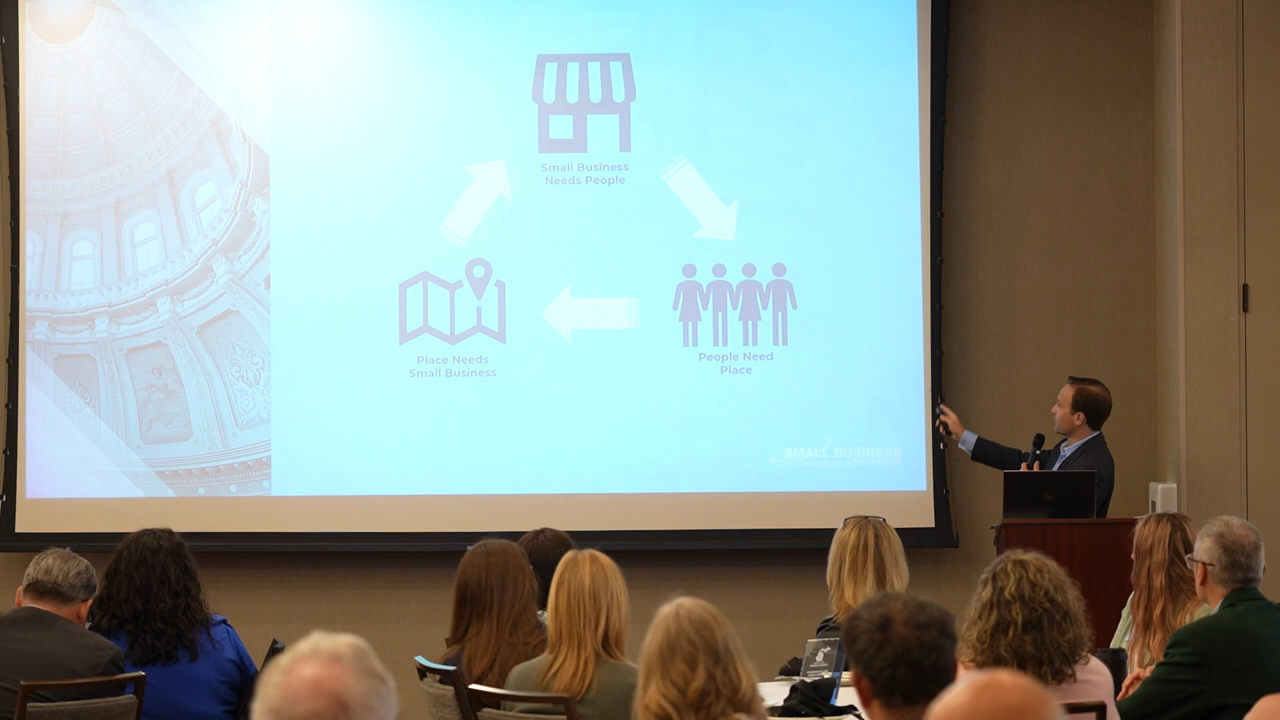 Small Business
Needs People
Place Needs
Small Business
People Need
Place
SMALL BUSINESS